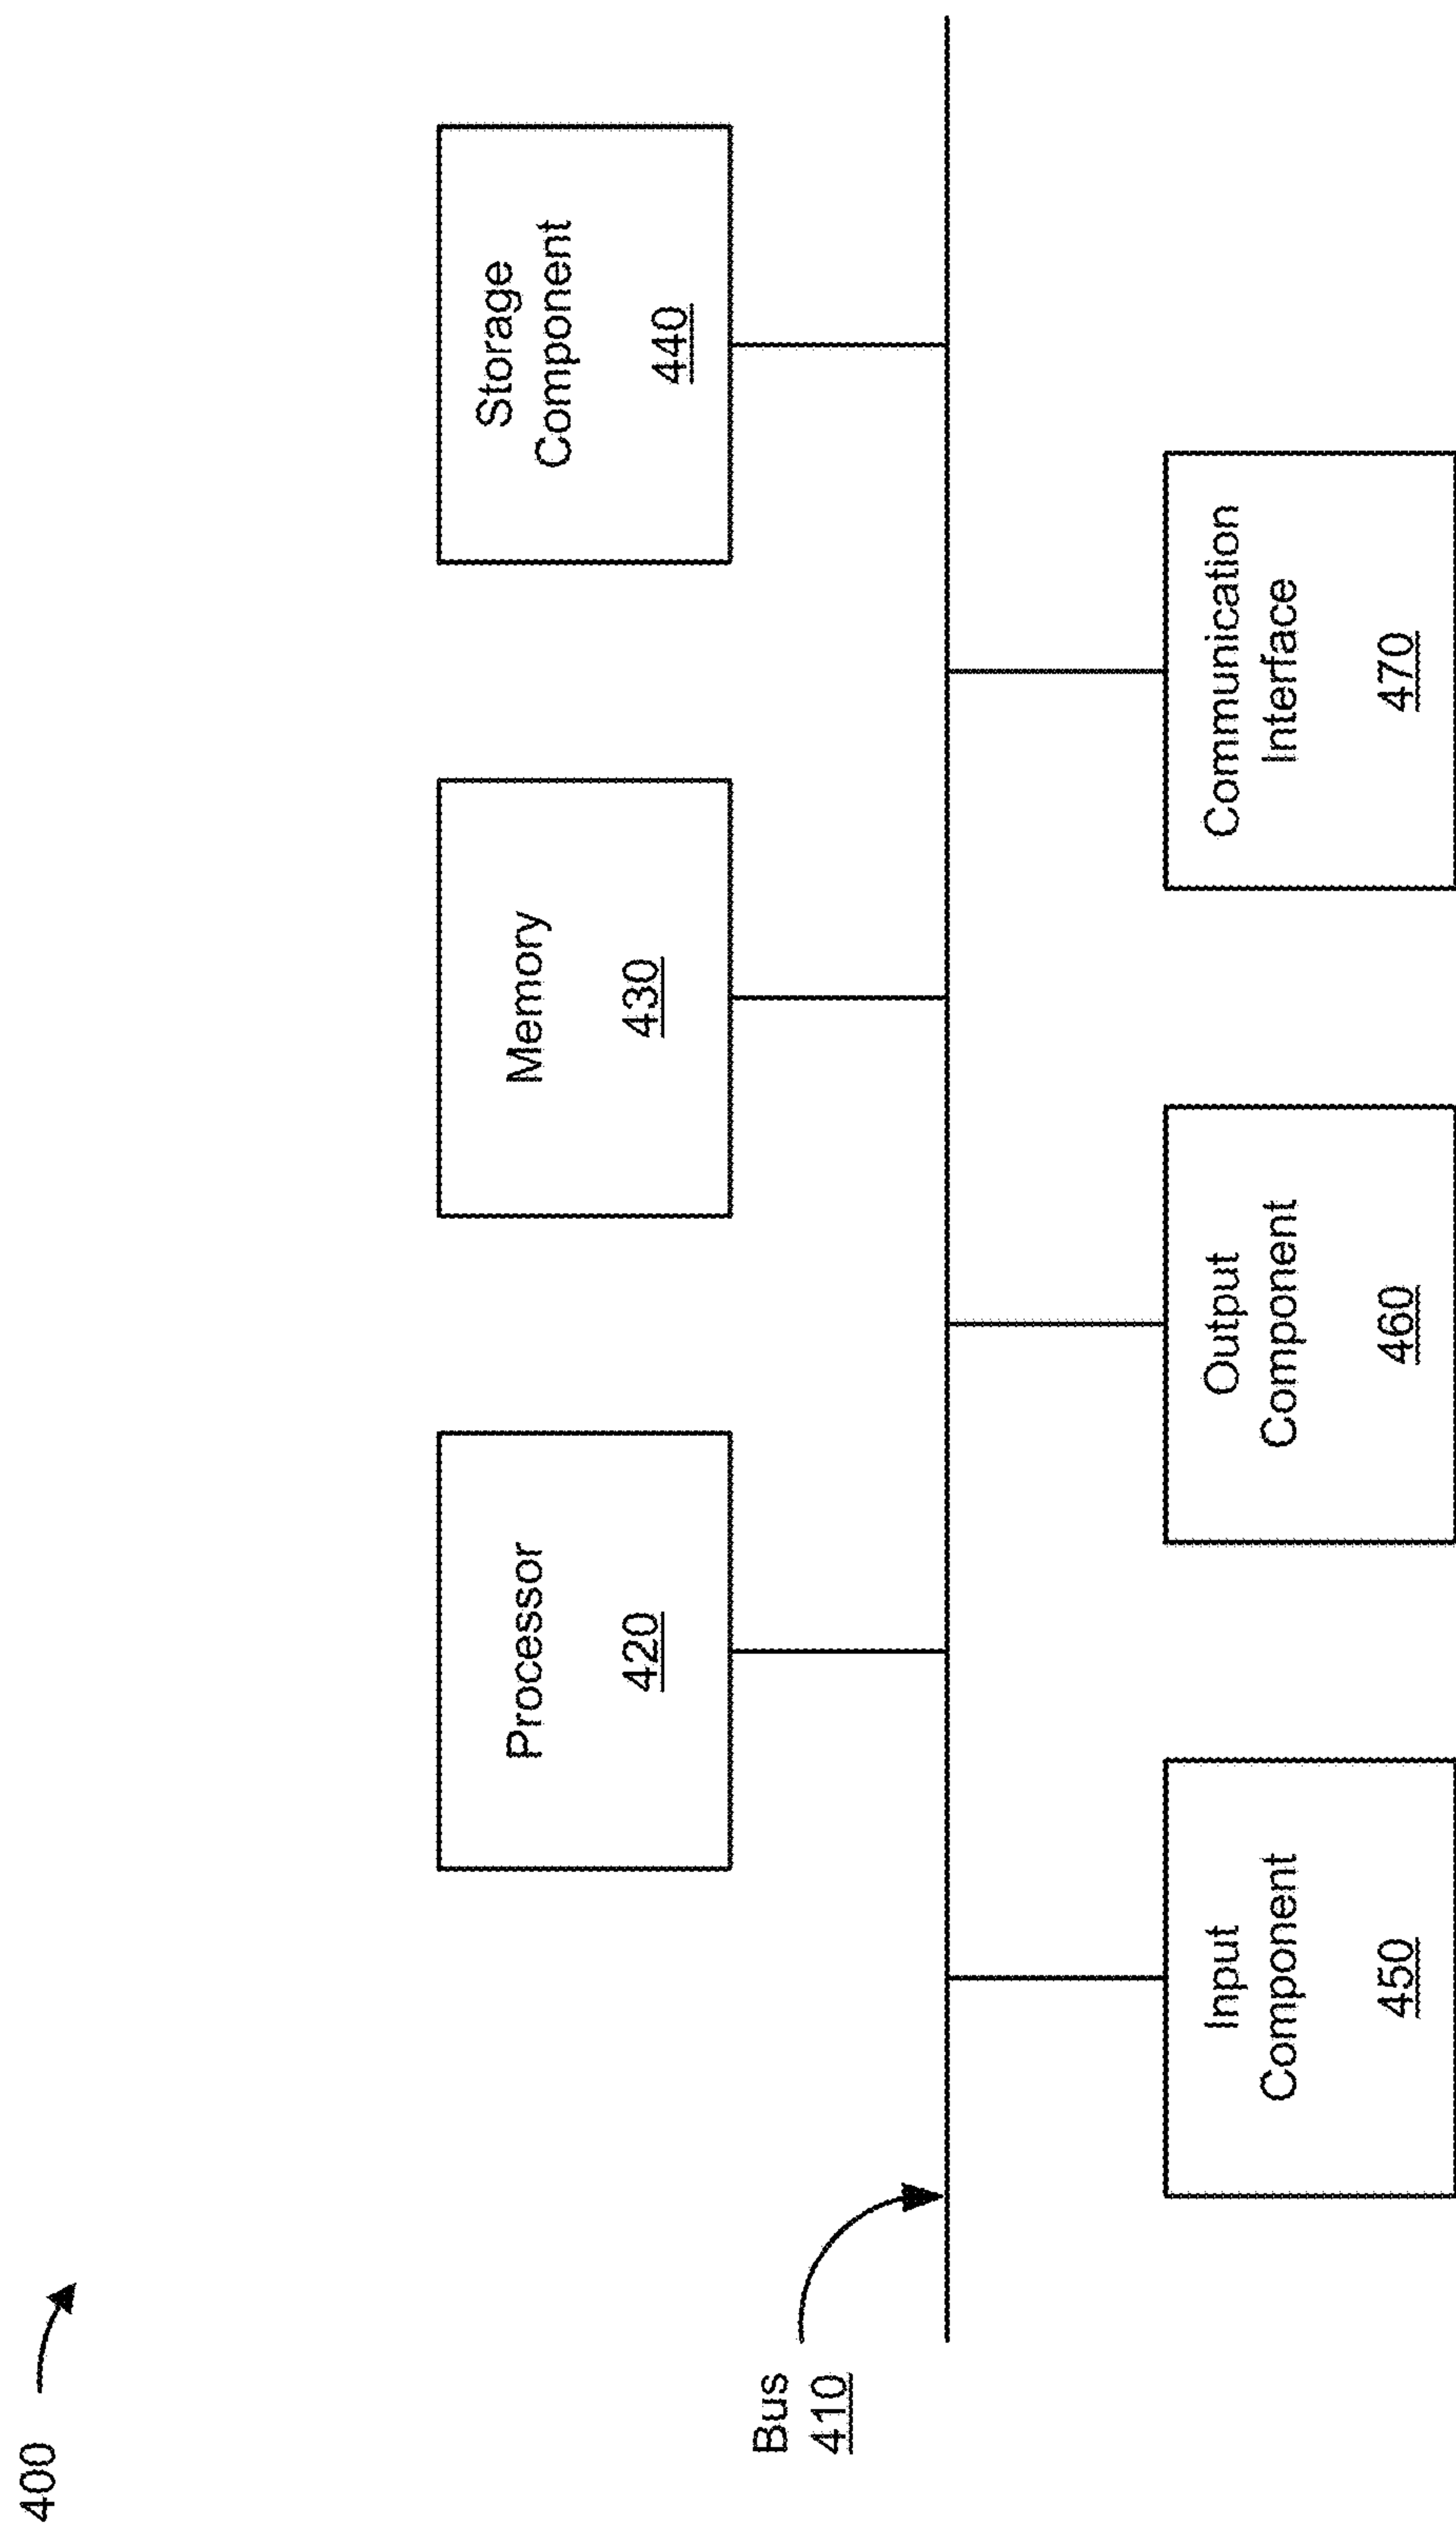 400
Processor
420
Memory
430
Storage
Component
440
Bus
410
Input
Component
450
Output
Component
460
Communication
Interface
470